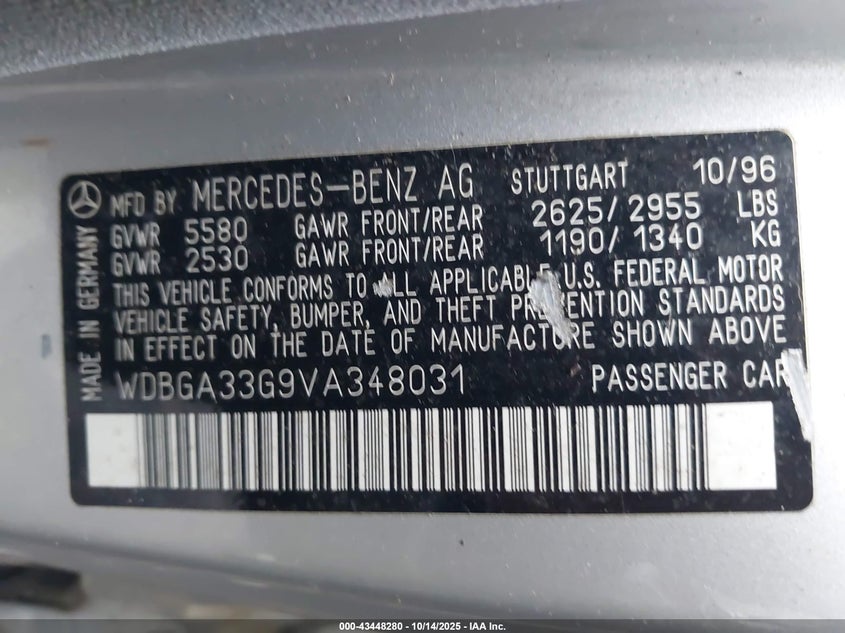 MADE IN GERMANY
MFD BY MERCEDES-BENZ AG STUTTGART 10/96
GVWR 5580 GAWR FRONT/REAR 2625/2955 LBS
GVWR 2530 GAWR FRONT/REAR 1190/1340 KG
THIS VEHICLE CONFORMS TO ALL APPLICABLE U.S. FEDERAL MOTOR
VEHICLE SAFETY, BUMPER, AND THEFT PREVENTION STANDARDS
IN EFFECT ON THE DATE OF MANUFACTURE SHOWN ABOVE
WDBGA33G9VA348031 PASSENGER CAR
000-43448280 - 10/14/2025 - IAA Inc.